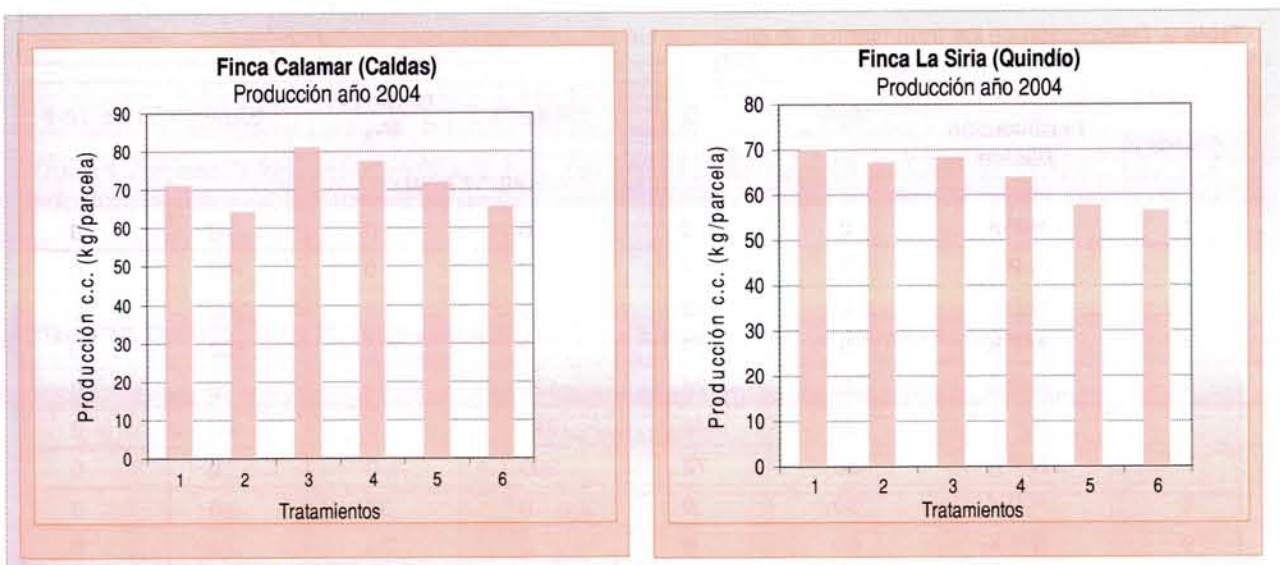 Finca Calamar (Caldas)
Producción año 2004
Producción c.c. (kg/parcela)
90
80
70
60
50
40
30
20
10
0
1 2 3 4 5 6
Tratamientos
Finca La Siria (Quindío)
Producción año 2004
Producción c.c. (kg/parcela)
80
70
60
50
40
30
20
10
0
1 2 3 4 5 6
Tratamientos